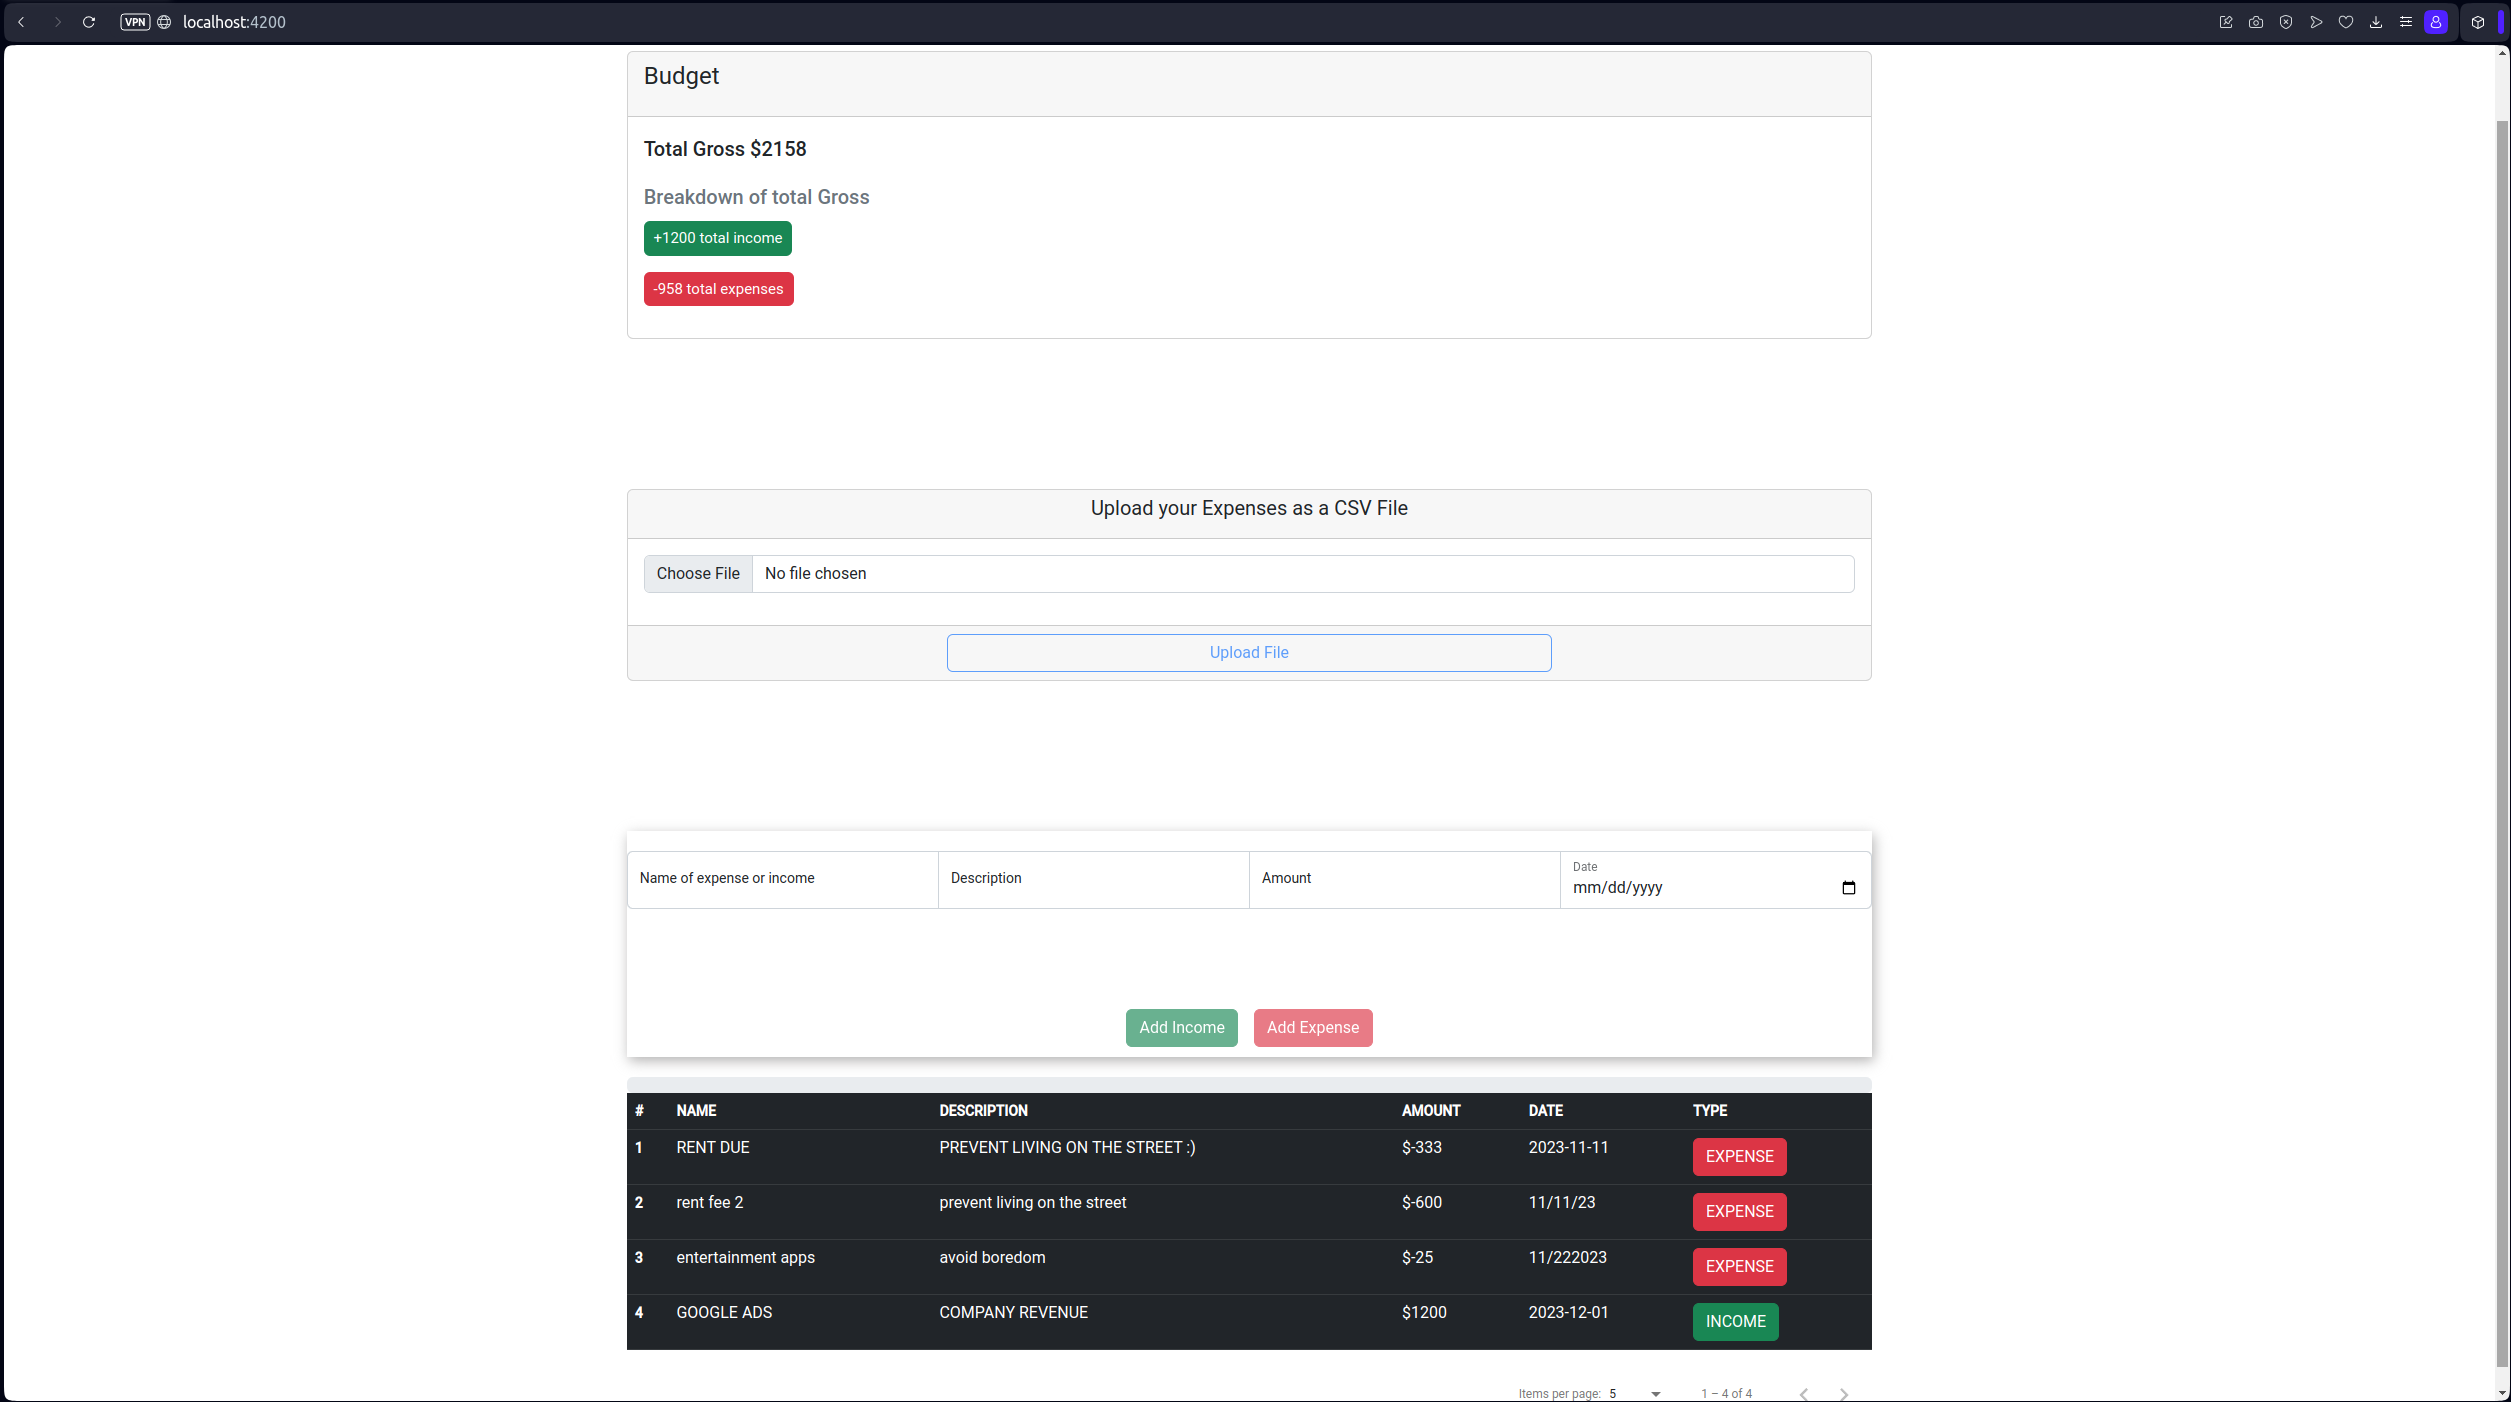 VPN localhost:4200
Budget
Total Gross $2158
Breakdown of total Gross
+1200 total income
-958 total expenses
Upload your Expenses as a CSV File
Choose File No file chosen
Upload File
Name of expense or income Description Amount Date
mm/dd/yyyy
Add Income Add Expense
# NAME DESCRIPTION AMOUNT DATE TYPE
1 RENT DUE PREVENT LIVING ON THE STREET :) $-333 2023-11-11 EXPENSE
2 rent fee 2 prevent living on the street $-600 11/11/23 EXPENSE
3 entertainment apps avoid boredom $-25 11/222023 EXPENSE
4 GOOGLE ADS COMPANY REVENUE $1200 2023-12-01 INCOME
Items per page: 5 1 – 4 of 4